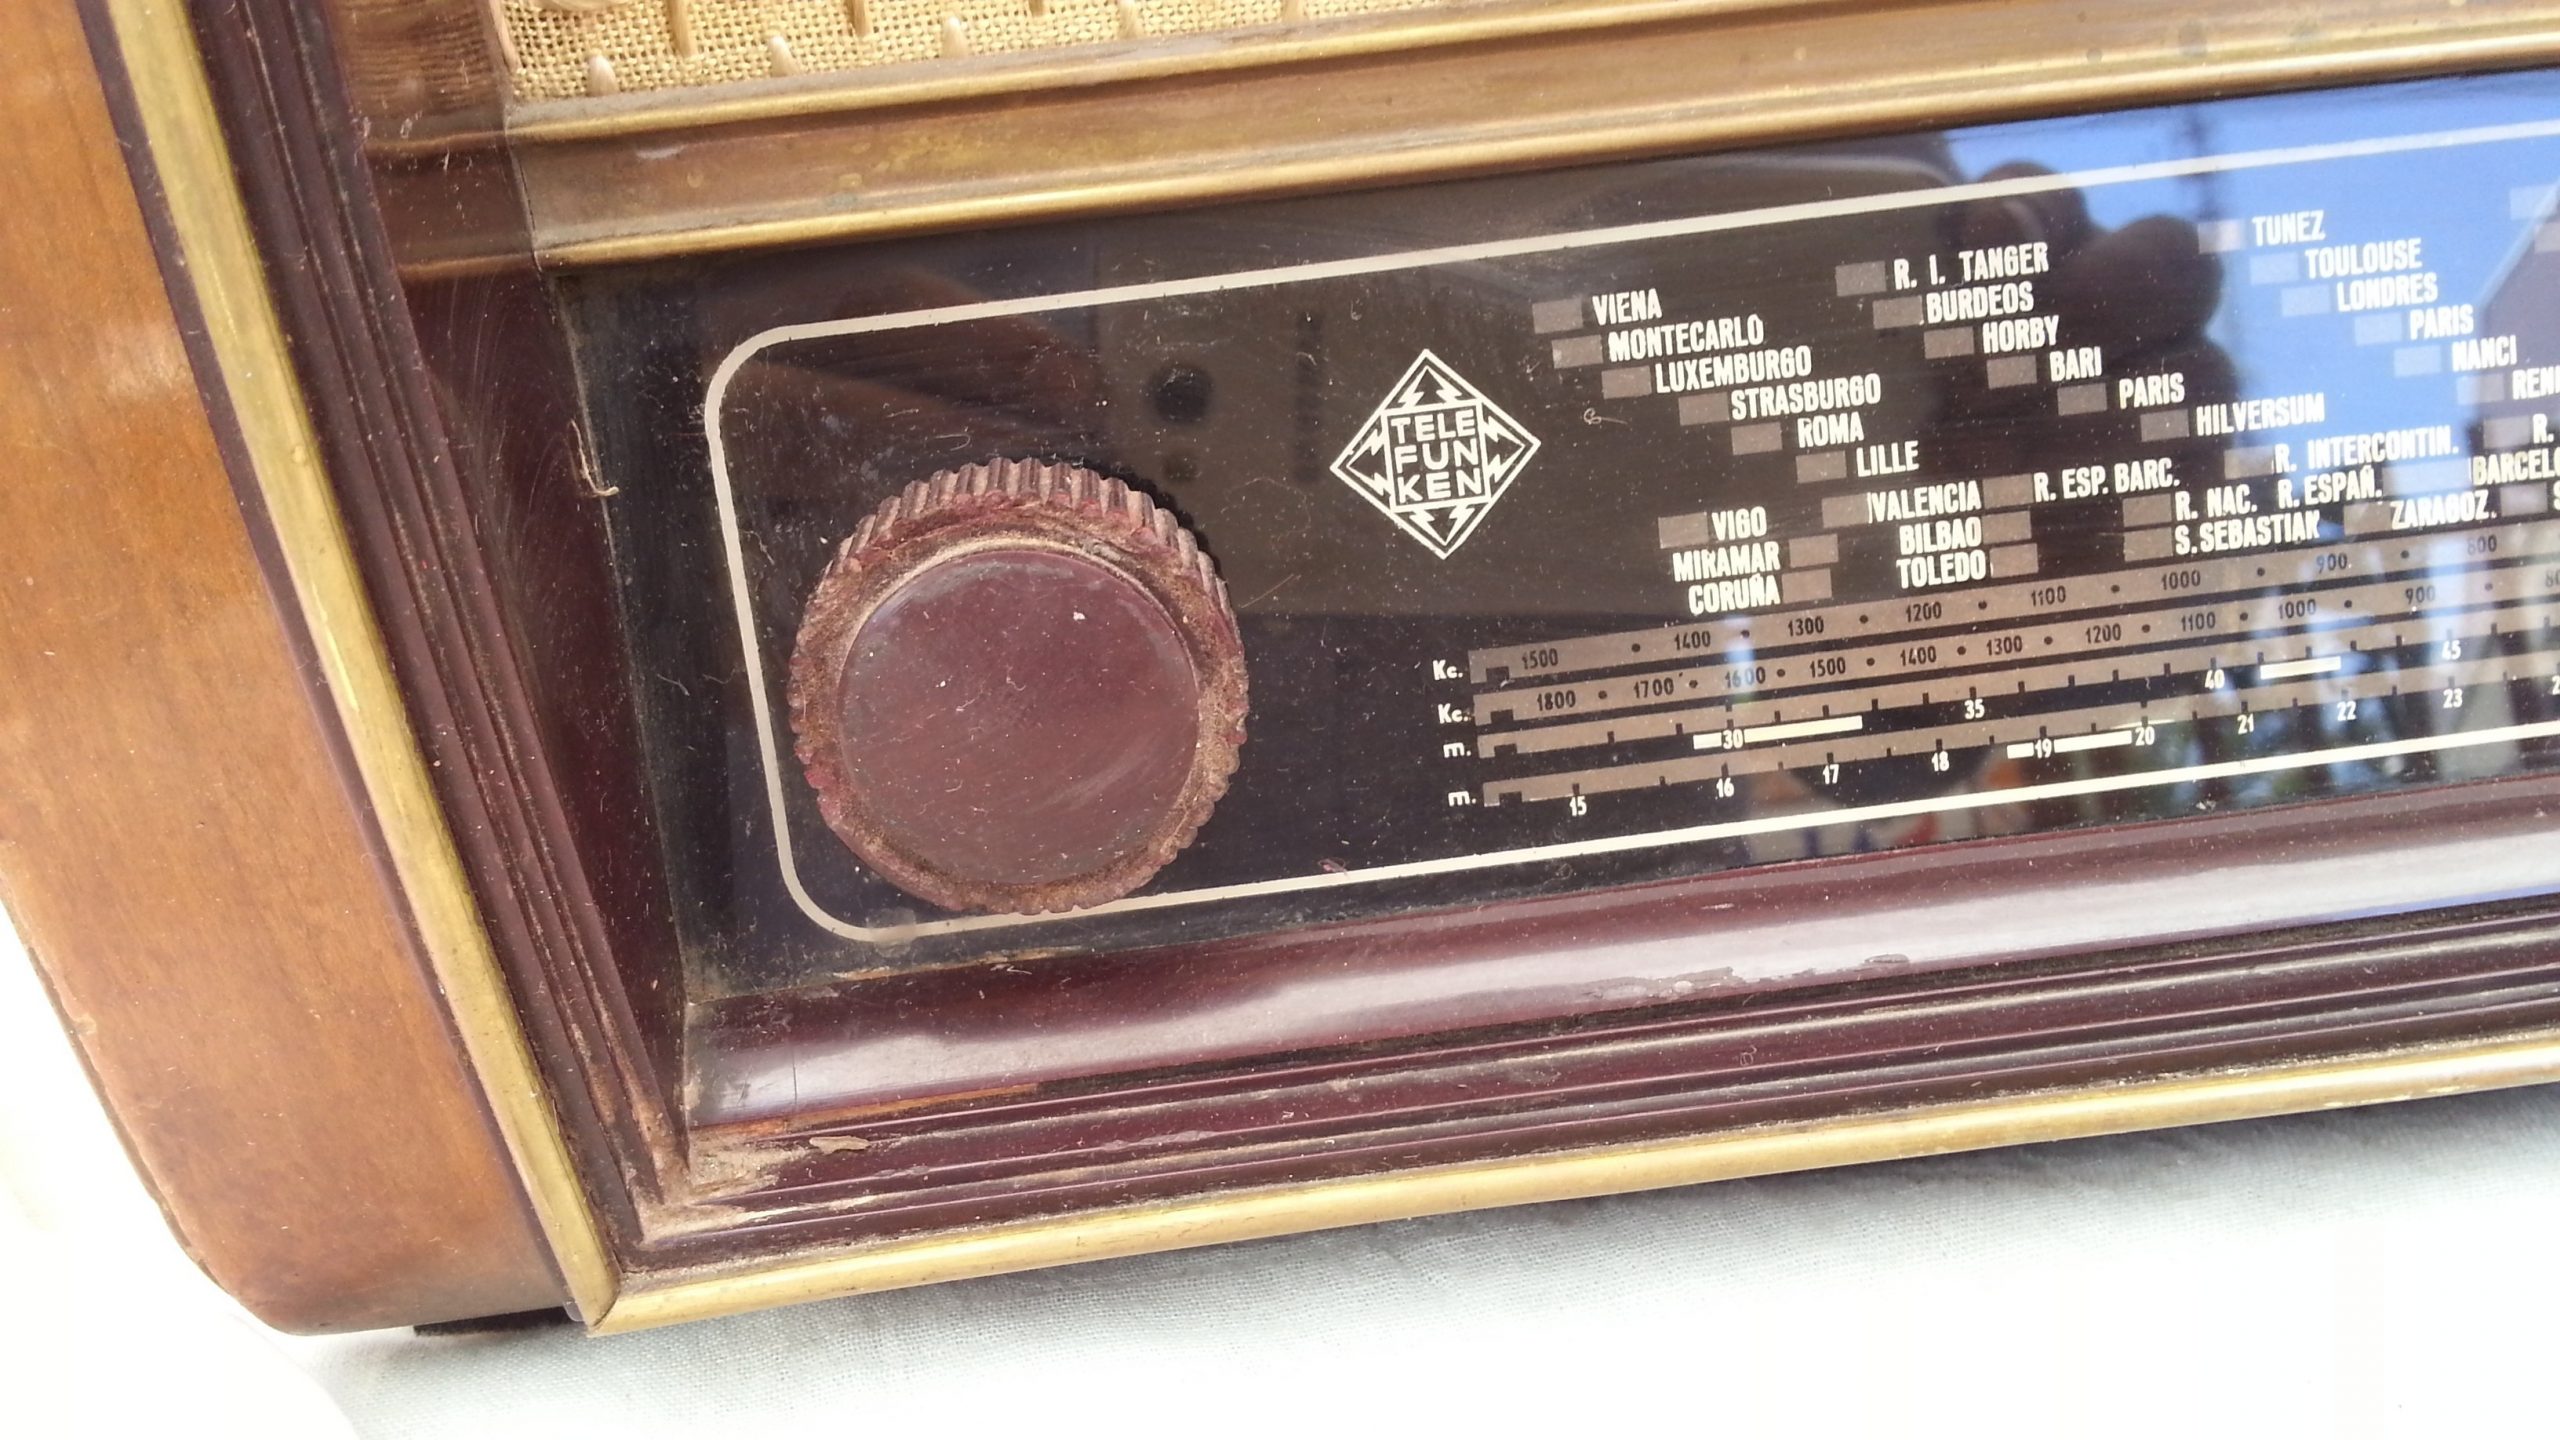 TELE
FUN
KEN
VIENA
MONTECARLO
LUXEMBURGO
STRASBURGO
ROMA
LILLE
R. I. TANGER
BURDEOS
HORBY
BARI
PARIS
HILVERSUM
TUNEZ
TOULOUSE
LONDRES
PARIS
NANCI
R. INTERCONTIN.
VIGO
MIRAMAR
CORUÑA
VALENCIA
BILBAO
TOLEDO
R. ESP. BARC.
R. NAC. R. ESPAÑ.
S. SEBASTIAN
ZARAGOZ.
Kc. 1500 1400 1300 1200 1100 1000 900 800
Kc. 1800 1700 1600 1500 1400 1300 1200 1100 1000 900
m. 30 35 40 45
m. 15 16 17 18 19 20 21 22 23